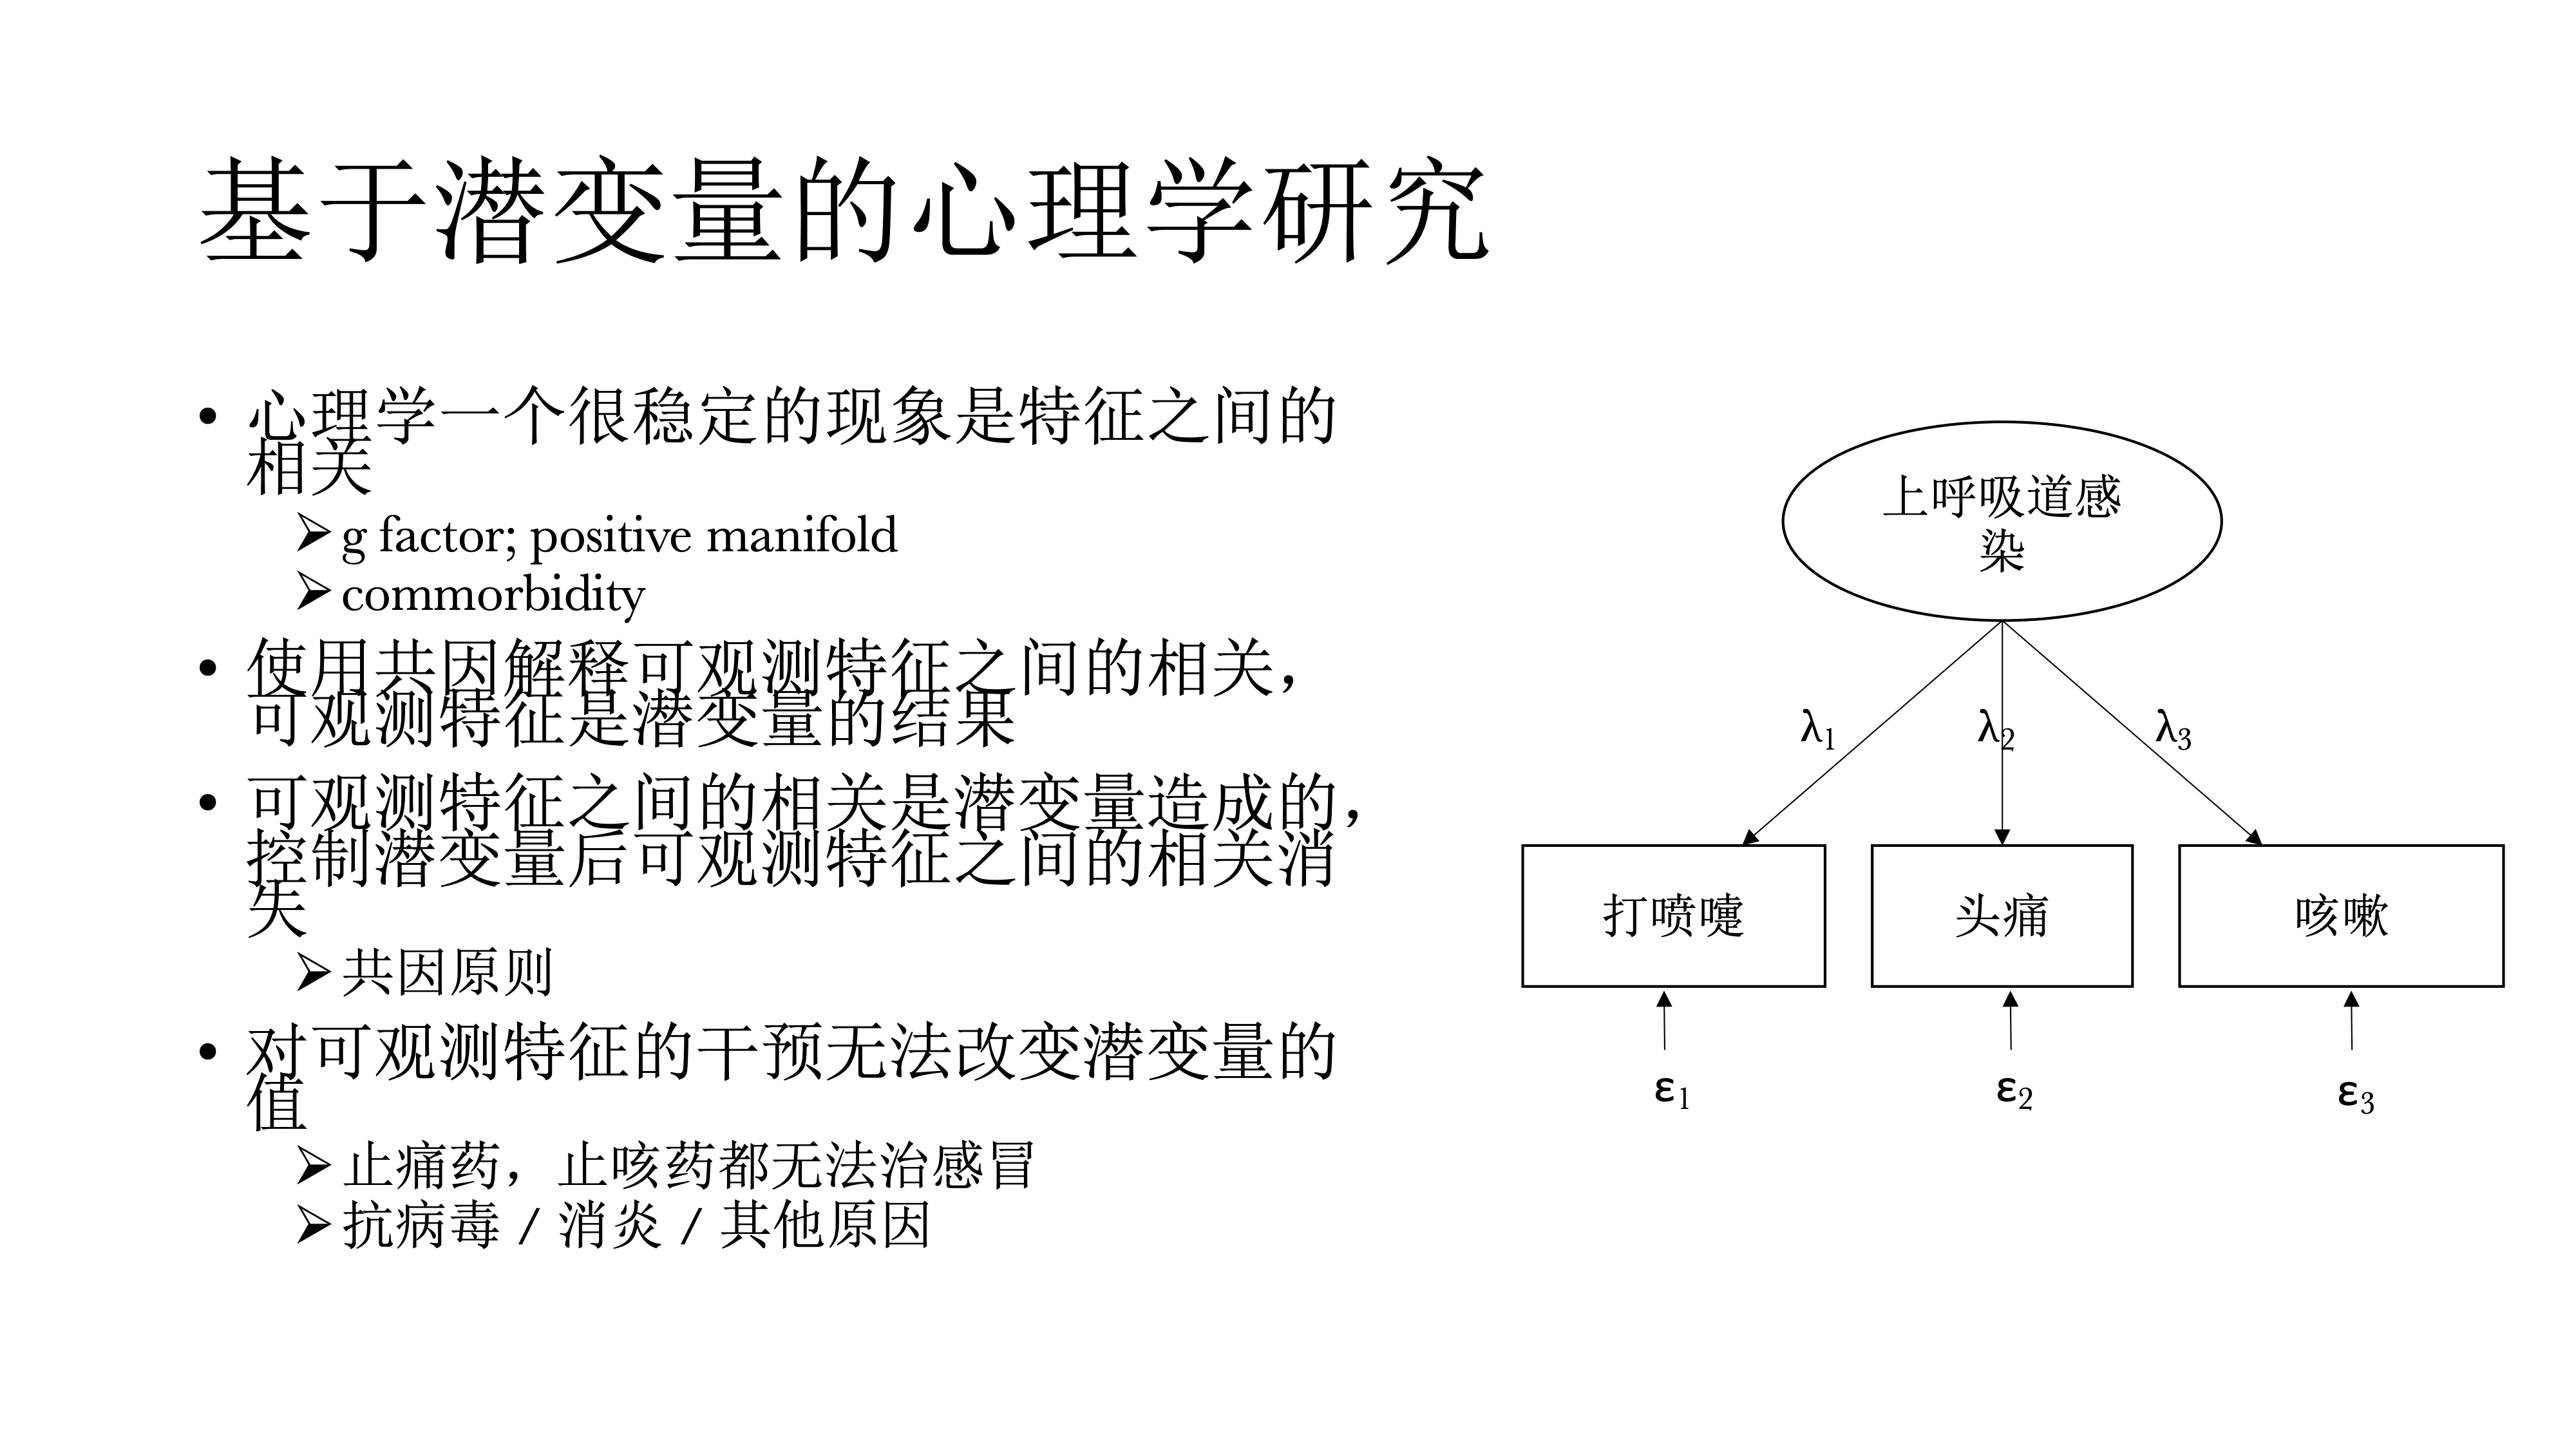 基于潜变量的心理学研究
• 心理学一个很稳定的现象是特征之间的
相关
➢ g factor; positive manifold
➢ commorbidity
• 使用共因解释可观测特征之间的相关，
可观测特征是潜变量的结果
• 可观测特征之间的相关是潜变量造成的，
控制潜变量后可观测特征之间的相关消
失
➢ 共因原则
• 对可观测特征的干预无法改变潜变量的
值
➢ 止痛药，止咳药都无法治感冒
➢ 抗病毒 / 消炎 / 其他原因
上呼吸道感
染
λ1 λ2 λ3
打喷嚏 头痛 咳嗽
ε1 ε2 ε3